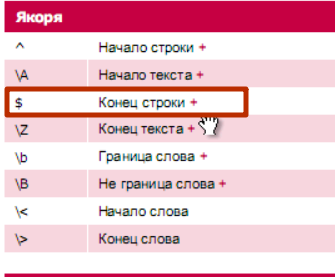 Якоря
^ Начало строки +
\A Начало текста +
$ Конец строки +
\Z Конец текста +
\b Граница слова +
\B Не граница слова +
\< Начало слова
\> Конец слова